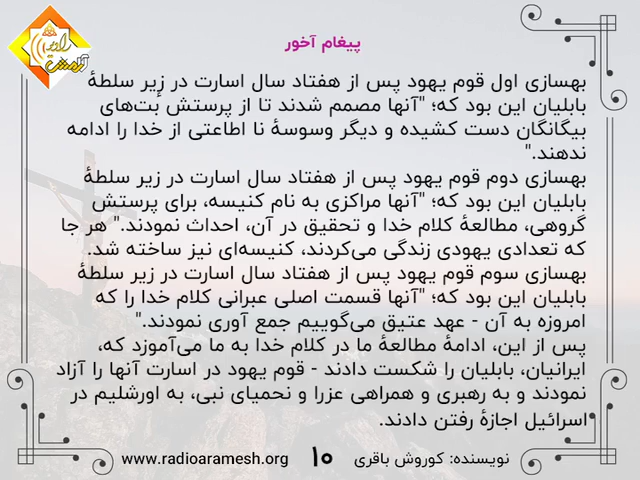 رادیو
آرامش
پیغام آخور
بهسازی اول قوم یهود پس از هفتاد سال اسارت در زیر سلطهٔ
بابلیان این بود که؛ "آنها مصمم شدند تا از پرستش بُت‌های
بیگانگان دست کشیده و دیگر وسوسهٔ نا اطاعتی از خدا را ادامه
ندهند."
بهسازی دوم قوم یهود پس از هفتاد سال اسارت در زیر سلطهٔ
بابلیان این بود که؛ "آنها مراکزی به نام کنیسه، برای پرستش
گروهی، مطالعهٔ کلام خدا و تحقیق در آن، احداث نمودند." هر جا
که تعدادی یهودی زندگی می‌کردند، کنیسه‌ای نیز ساخته شد.
بهسازی سوم قوم یهود پس از هفتاد سال اسارت در زیر سلطهٔ
بابلیان این بود که؛ "آنها قسمت اصلی عبرانی کلام خدا را که
امروزه به آن - عهد عتیق می‌گوییم جمع آوری نمودند."
پس از این، ادامهٔ مطالعهٔ ما در کلام خدا به ما می‌آموزد که،
ایرانیان، بابلیان را شکست دادند - قوم یهود در اسارت آنها را آزاد
نمودند و به رهبری و همراهی عزرا و نحمیای نبی، به اورشلیم در
اسرائیل اجازهٔ رفتن دادند.
نویسنده: کوروش باقری ۱۰ www.radioaramesh.org